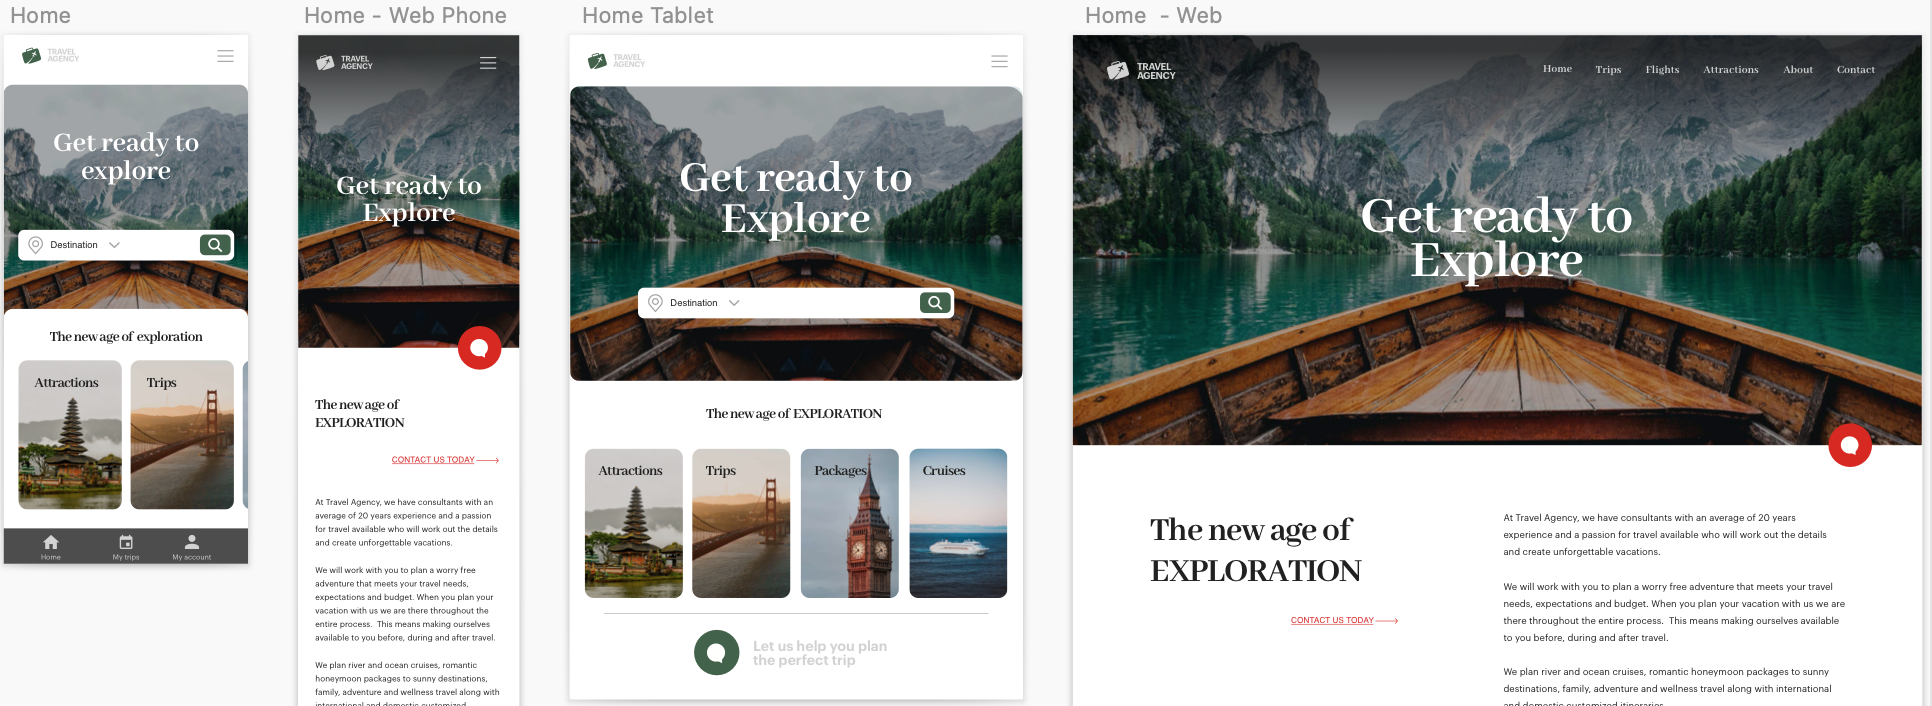 Home
TRAVEL
AGENCY
Get ready to
explore
Destination
The new age of exploration
Attractions
Trips
Home
My trips
My account
Home - Web Phone
TRAVEL
AGENCY
Get ready to
Explore
The new age of
EXPLORATION
CONTACT US TODAY
At Travel Agency, we have consultants with an
average of 20 years experience and a passion
for travel available who will work out the details
and create unforgettable vacations.
We will work with you to plan a worry free
adventure that meets your travel needs,
expectations and budget. When you plan your
vacation with us we are there throughout the
entire process.  This means making ourselves
available to you before, during and after travel.
We plan river and ocean cruises, romantic
honeymoon packages to sunny destinations,
family, adventure and wellness travel along with
international and domestic customized
Home Tablet
TRAVEL
AGENCY
Get ready to
Explore
Destination
The new age of EXPLORATION
Attractions
Trips
Packages
Cruises
Let us help you plan
the perfect trip
Home  - Web
TRAVEL
AGENCY
Home
Trips
Flights
Attractions
About
Contact
Get ready to
Explore
The new age of
EXPLORATION
CONTACT US TODAY
At Travel Agency, we have consultants with an average of 20 years
experience and a passion for travel available who will work out the details
and create unforgettable vacations.
We will work with you to plan a worry free adventure that meets your travel
needs, expectations and budget. When you plan your vacation with us we are
there throughout the entire process.  This means making ourselves available
to you before, during and after travel.
We plan river and ocean cruises, romantic honeymoon packages to sunny
destinations, family, adventure and wellness travel along with international
and domestic customized itineraries